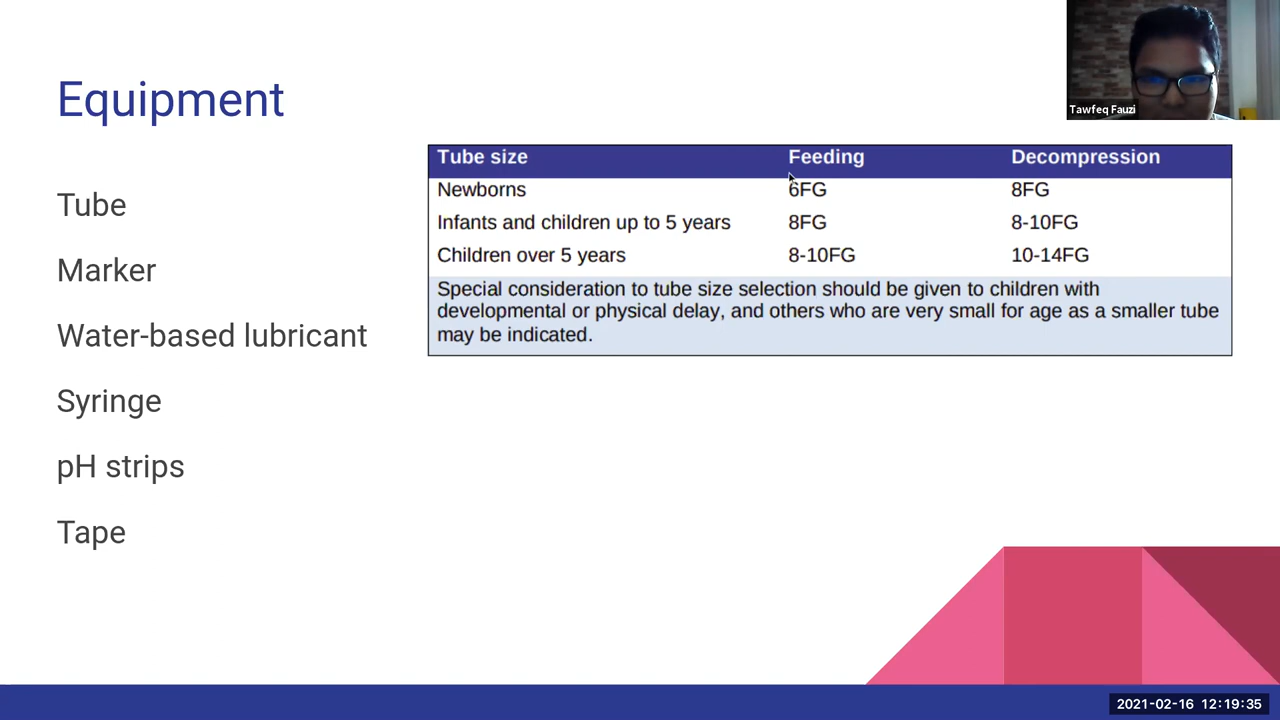 Equipment
Tawfeq Fauzi
Tube
Marker
Water-based lubricant
Syringe
pH strips
Tape
Tube size Feeding Decompression
Newborns 6FG 8FG
Infants and children up to 5 years 8FG 8-10FG
Children over 5 years 8-10FG 10-14FG
Special consideration to tube size selection should be given to children with
developmental or physical delay, and others who are very small for age as a smaller tube
may be indicated.
2021-02-16 12:19:35